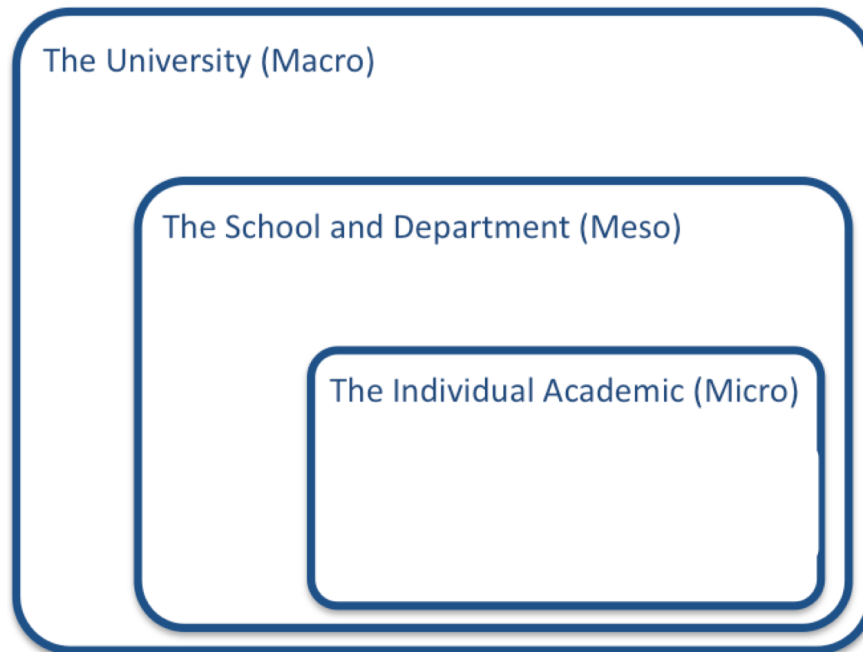 The University (Macro)
The School and Department (Meso)
The Individual Academic (Micro)